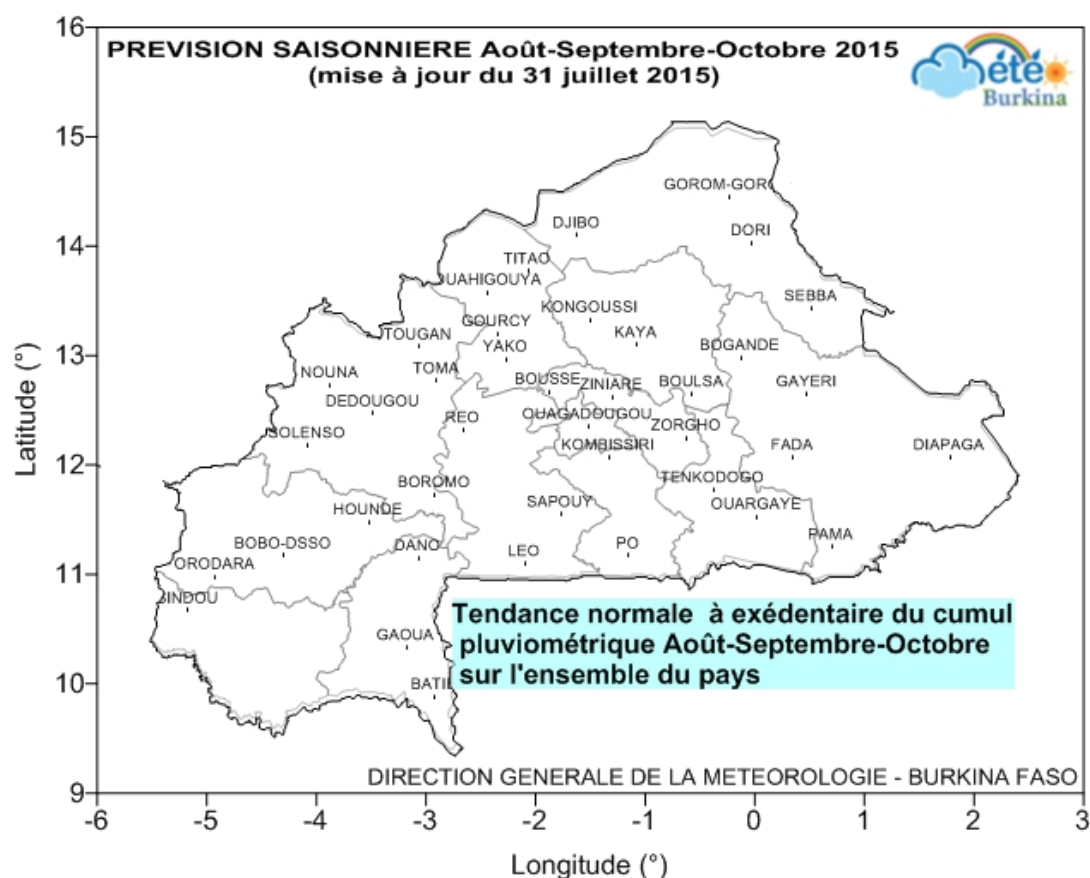 PREVISION SAISONNIERE Août-Septembre-Octobre 2015
(mise à jour du 31 juillet 2015)
été
Burkina
16
15
14
13
12
11
10
9
Latitude (°)
GOROM-GORO
DJIBO
DORI
TITAO
OUAHIGOUYA
SEBBA
KONGOUSSI
GOURCY
TOUGAN
KAYA
YAKO
BOGANDE
TOMA
NOUNA
BOUSSE
ZINIARE
BOULSA
GAYERI
DEDOUGOU
REO
OUAGADOUGOU
ZORGHO
SOLENSO
KOMBISSIRI
FADA
DIAPAGA
BOROMO
TENKODOGO
HOUNDE
SAPOUY
OUARGAYE
BOBO-DSSO
DANO
LEO
PO
PAMA
ORODARA
SINDOU
GAOUA
BATIE
Tendance normale à exédentaire du cumul
pluviométrique Août-Septembre-Octobre
sur l'ensemble du pays
DIRECTION GENERALE DE LA METEOROLOGIE - BURKINA FASO
-6 -5 -4 -3 -2 -1 0 1 2 3
Longitude (°)